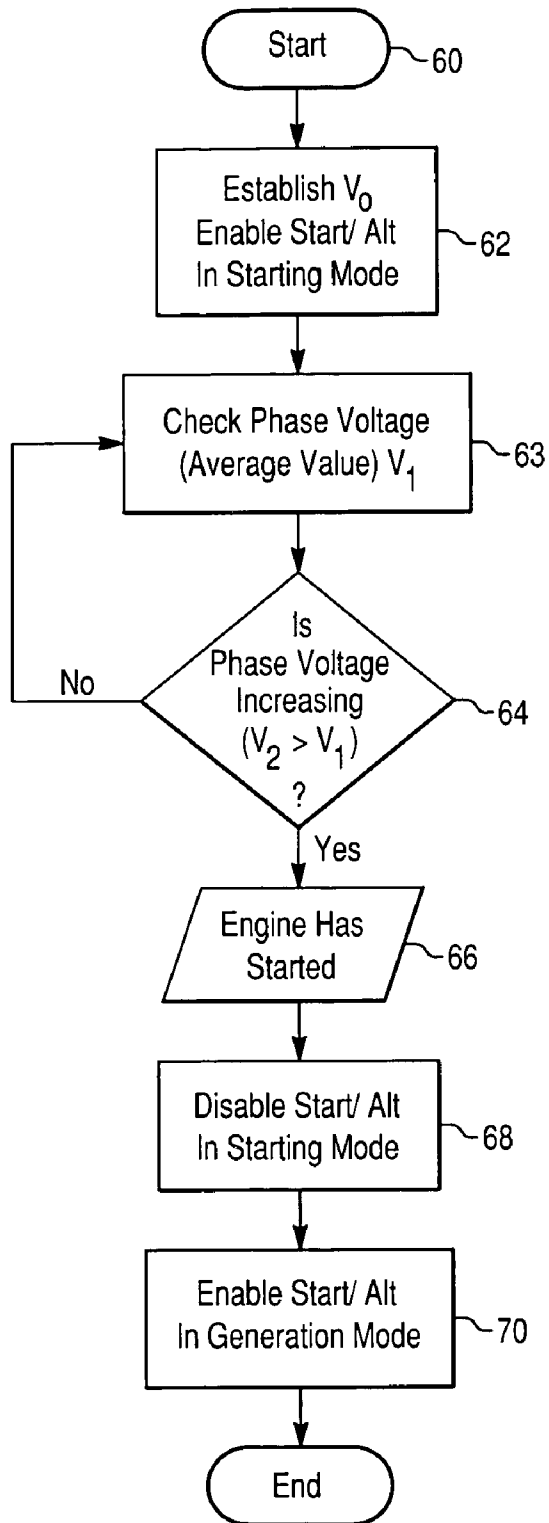 Start
60
Establish V₀
Enable Start/ Alt
In Starting Mode
62
Check Phase Voltage
(Average Value) V₁
63
Is
Phase Voltage
Increasing
(V₂ > V₁)
?
64
No
Yes
Engine Has
Started
66
Disable Start/ Alt
In Starting Mode
68
Enable Start/ Alt
In Generation Mode
70
End